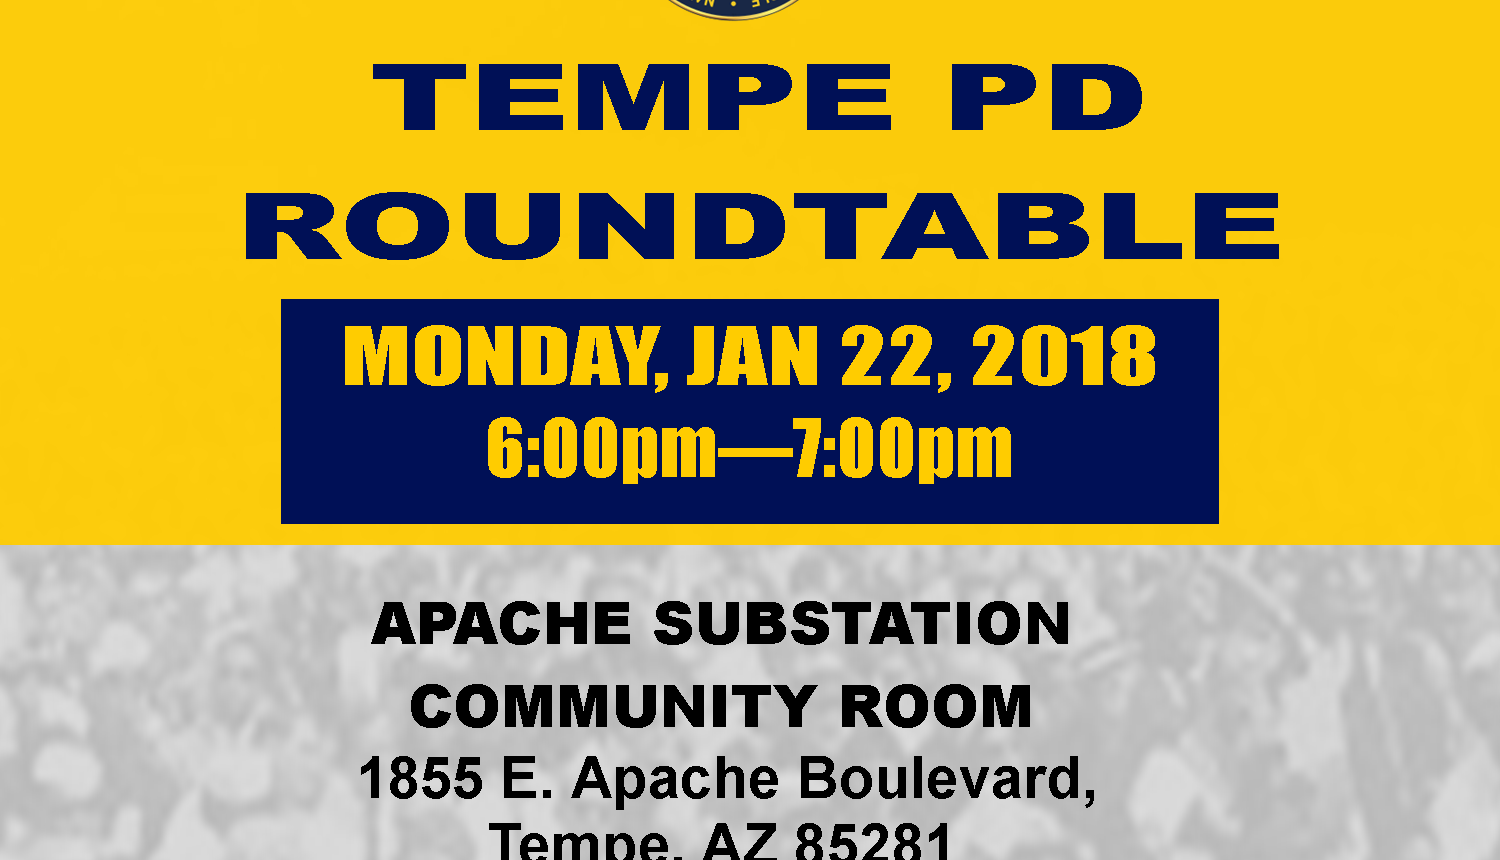 TEMPE PD
ROUNDTABLE
MONDAY, JAN 22, 2018
6:00pm—7:00pm
APACHE SUBSTATION
COMMUNITY ROOM
1855 E. Apache Boulevard,
Tempe, AZ 85281